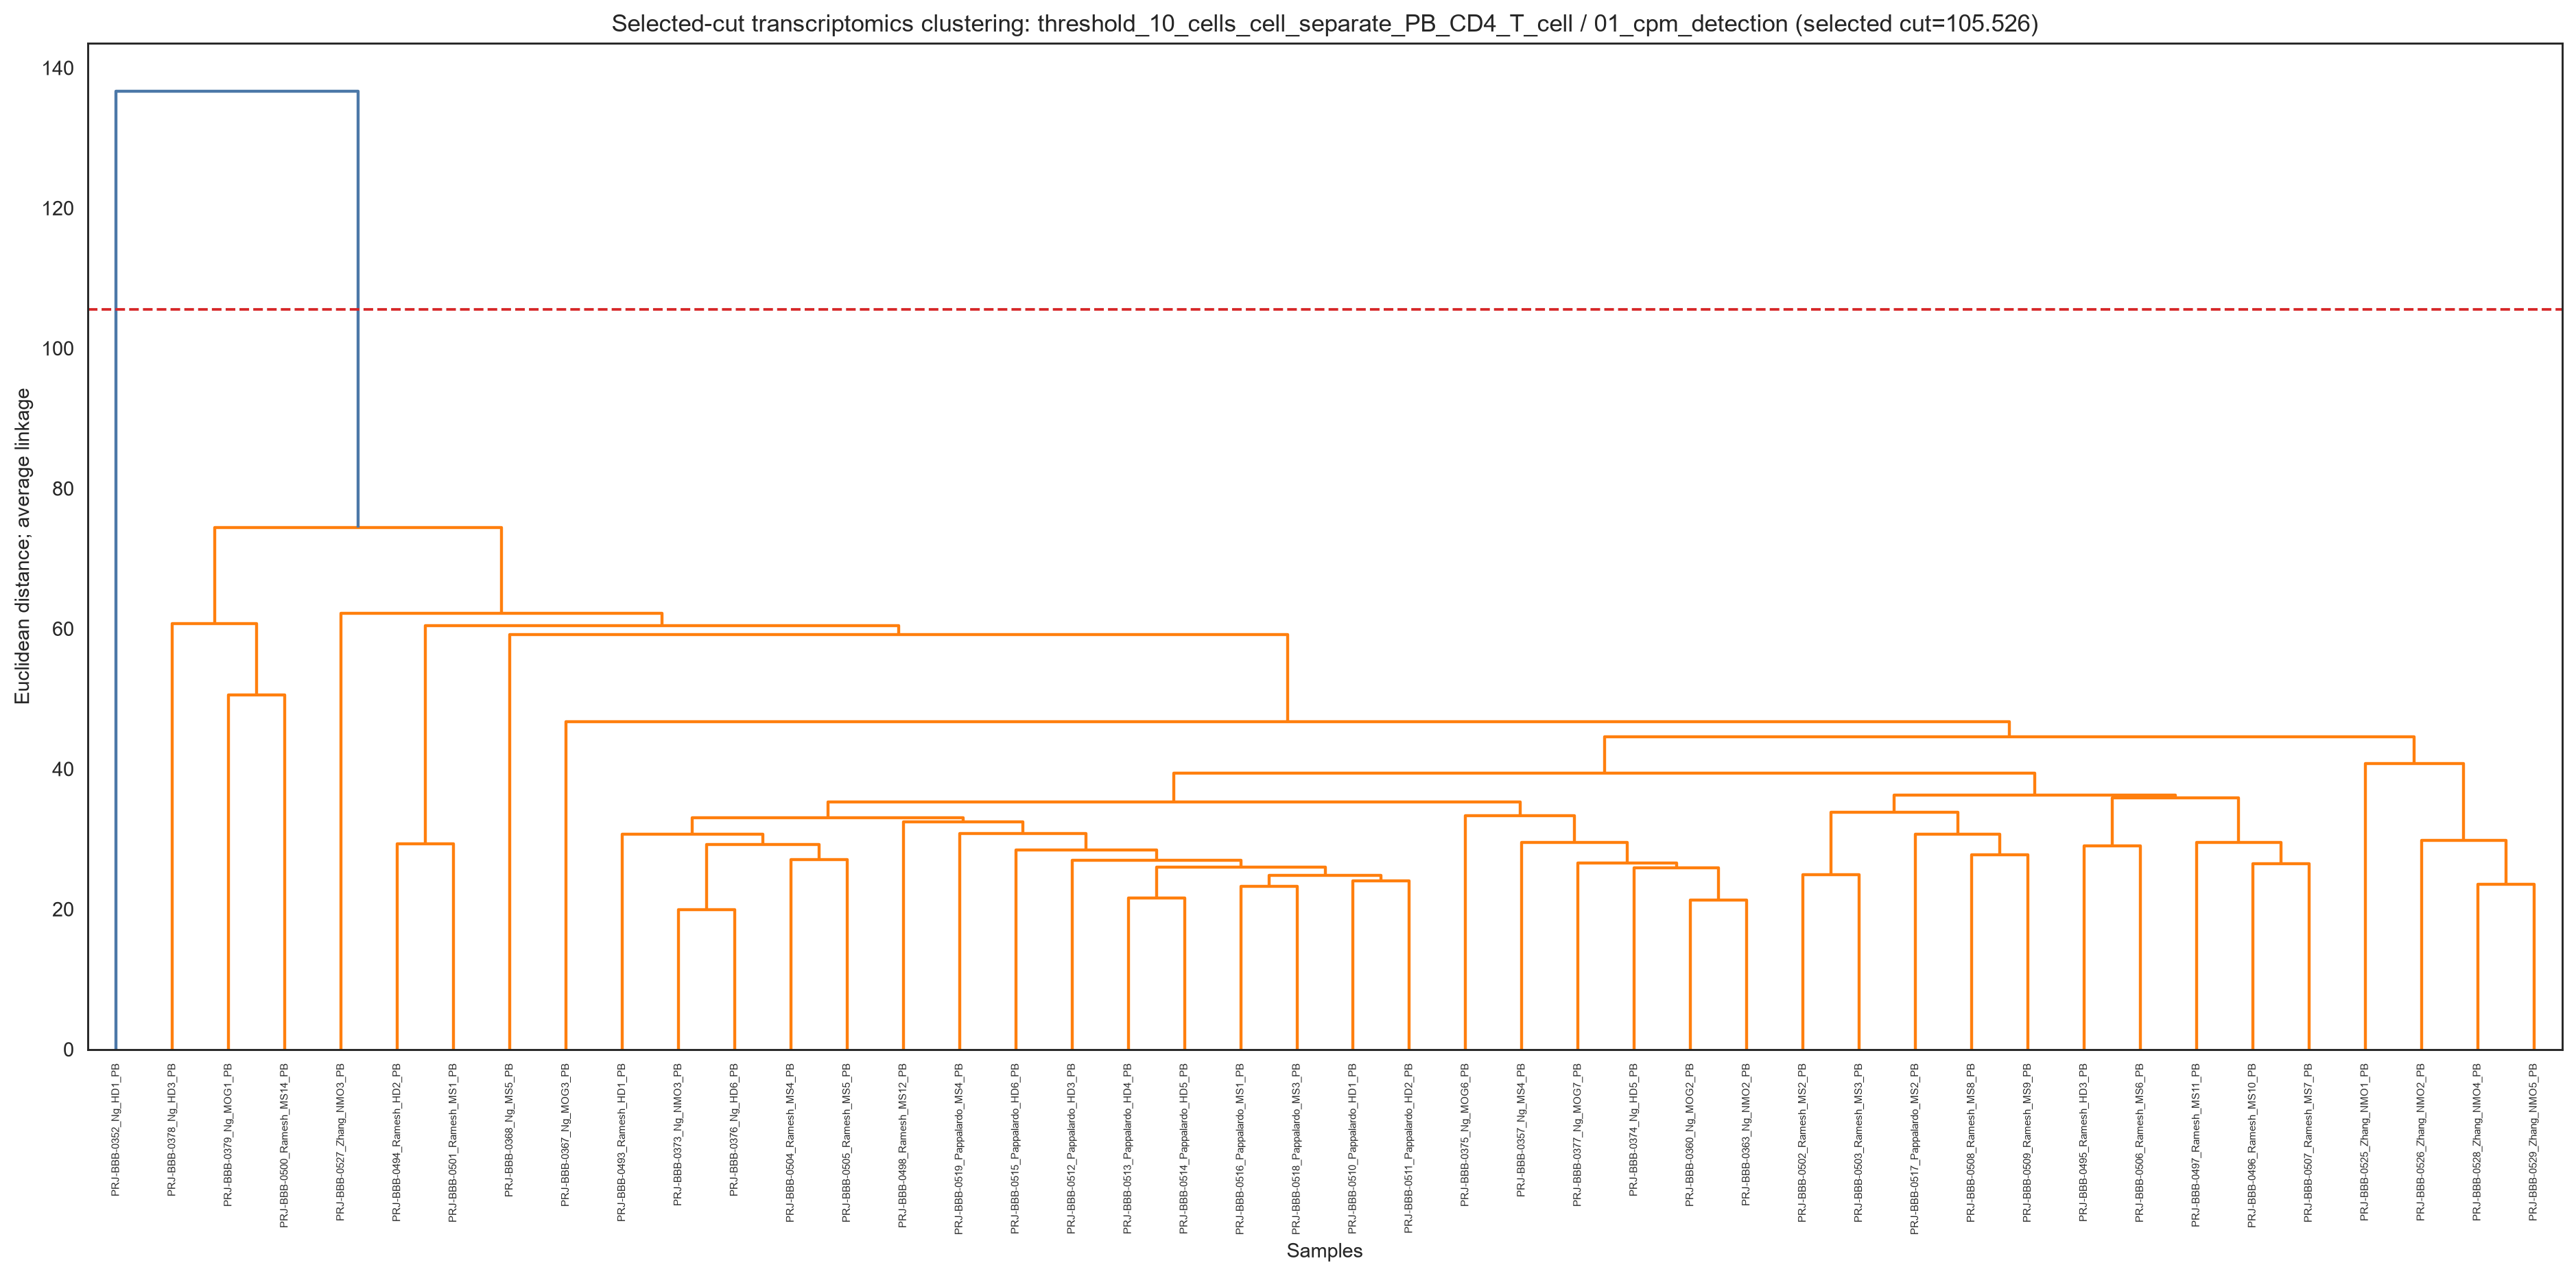 Selected-cut transcriptomics clustering: threshold_10_cells_cell_separate_PB_CD4_T_cell / 01_cpm_detection (selected cut=105.526)
140
120
100
80
60
40
20
0
Euclidean distance; average linkage
PRJ-BBB-0352_Ng_HD1_PB
PRJ-BBB-0378_Ng_HD3_PB
PRJ-BBB-0379_Ng_MOG1_PB
PRJ-BBB-0500_Ramesh_MS14_PB
PRJ-BBB-0527_Zhang_NMO3_PB
PRJ-BBB-0494_Ramesh_HD2_PB
PRJ-BBB-0501_Ramesh_MS1_PB
PRJ-BBB-0368_Ng_MS5_PB
PRJ-BBB-0367_Ng_MOG3_PB
PRJ-BBB-0493_Ramesh_HD1_PB
PRJ-BBB-0373_Ng_NMO3_PB
PRJ-BBB-0376_Ng_HD6_PB
PRJ-BBB-0504_Ramesh_MS4_PB
PRJ-BBB-0505_Ramesh_MS5_PB
PRJ-BBB-0498_Ramesh_MS12_PB
PRJ-BBB-0519_Pappalardo_MS4_PB
PRJ-BBB-0515_Pappalardo_HD6_PB
PRJ-BBB-0512_Pappalardo_HD3_PB
PRJ-BBB-0513_Pappalardo_HD4_PB
PRJ-BBB-0514_Pappalardo_HD5_PB
PRJ-BBB-0516_Pappalardo_MS1_PB
PRJ-BBB-0518_Pappalardo_MS3_PB
PRJ-BBB-0510_Pappalardo_HD1_PB
PRJ-BBB-0511_Pappalardo_HD2_PB
PRJ-BBB-0375_Ng_MOG6_PB
PRJ-BBB-0357_Ng_MS4_PB
PRJ-BBB-0377_Ng_MOG7_PB
PRJ-BBB-0374_Ng_HD5_PB
PRJ-BBB-0360_Ng_MOG2_PB
PRJ-BBB-0363_Ng_NMO2_PB
PRJ-BBB-0502_Ramesh_MS2_PB
PRJ-BBB-0503_Ramesh_MS3_PB
PRJ-BBB-0517_Pappalardo_MS2_PB
PRJ-BBB-0508_Ramesh_MS8_PB
PRJ-BBB-0509_Ramesh_MS9_PB
PRJ-BBB-0495_Ramesh_HD3_PB
PRJ-BBB-0506_Ramesh_MS6_PB
PRJ-BBB-0497_Ramesh_MS11_PB
PRJ-BBB-0496_Ramesh_MS10_PB
PRJ-BBB-0507_Ramesh_MS7_PB
PRJ-BBB-0525_Zhang_NMO1_PB
PRJ-BBB-0526_Zhang_NMO2_PB
PRJ-BBB-0528_Zhang_NMO4_PB
PRJ-BBB-0529_Zhang_NMO5_PB
Samples